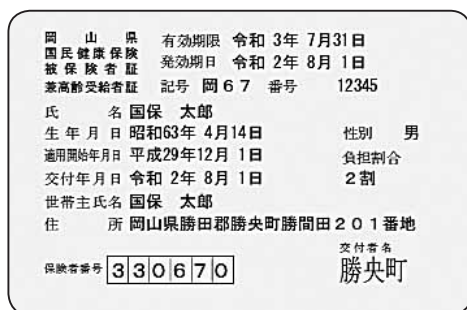 岡山県 有効期限 令和 3年 7月31日
国民健康保険
被保険者証 発効期日 令和 2年 8月 1日
兼高齢受給者証 記号 岡67 番号 12345
氏名 国保 太郎
生年月日 昭和63年 4月14日 性別 男
適用開始年月日 平成29年12月 1日 負担割合
交付年月日 令和 2年 8月 1日 2割
世帯主氏名 国保 太郎
住所 岡山県勝田郡勝央町勝間田201番地
交付者名
保険者番号 330670 勝央町